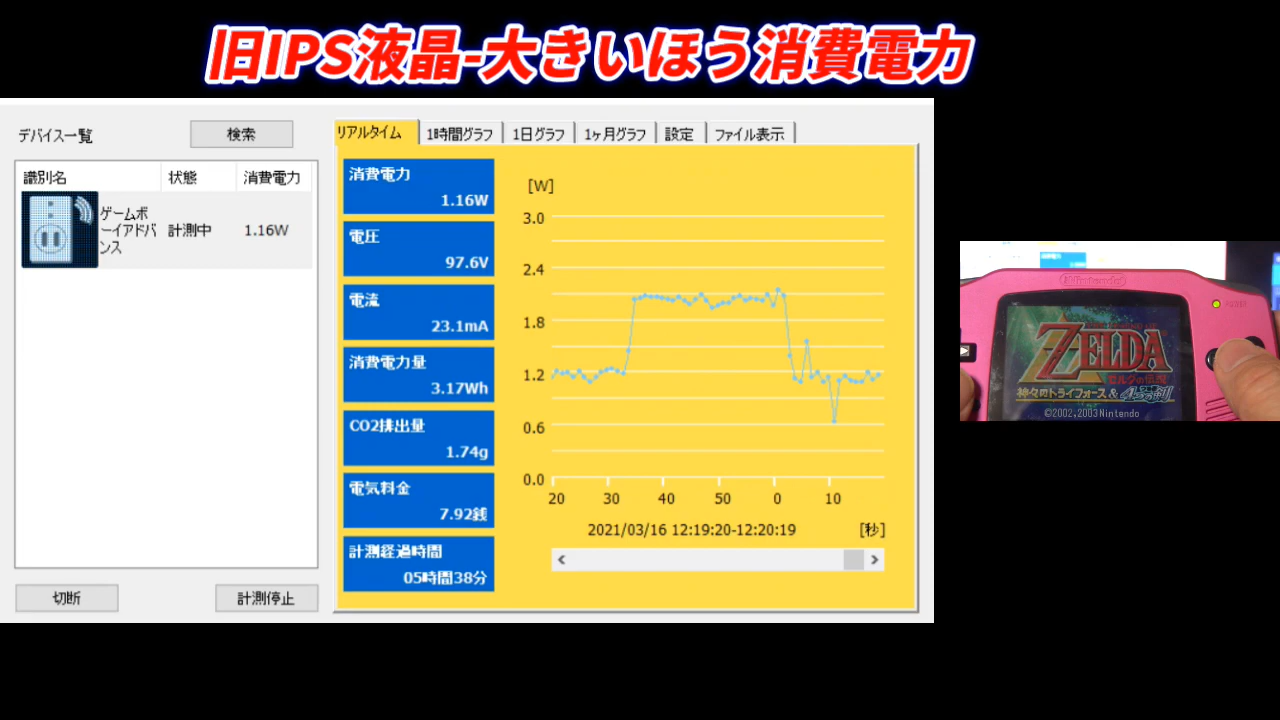 旧IPS液晶-大きいほう消費電力
デバイス一覧
検索
識別名 状態 消費電力
ゲームボ
ーイアドバ
ンス
計測中 1.16W
切断 計測停止
リアルタイム 1時間グラフ 1日グラフ 1ヶ月グラフ 設定 ファイル表示
消費電力
1.16W
電圧
97.6V
電流
23.1mA
消費電力量
3.17Wh
CO2排出量
1.74g
電気料金
7.92銭
計測経過時間
05時間38分
[W]
3.0
2.4
1.8
1.2
0.6
0.0
20 30 40 50 0 10
2021/03/16 12:19:20-12:20:19 [秒]
Nintendo
POWER
ZELDA
ゼルダの伝説
神々のトライフォース&4つの剣
©2002,2003Nintendo